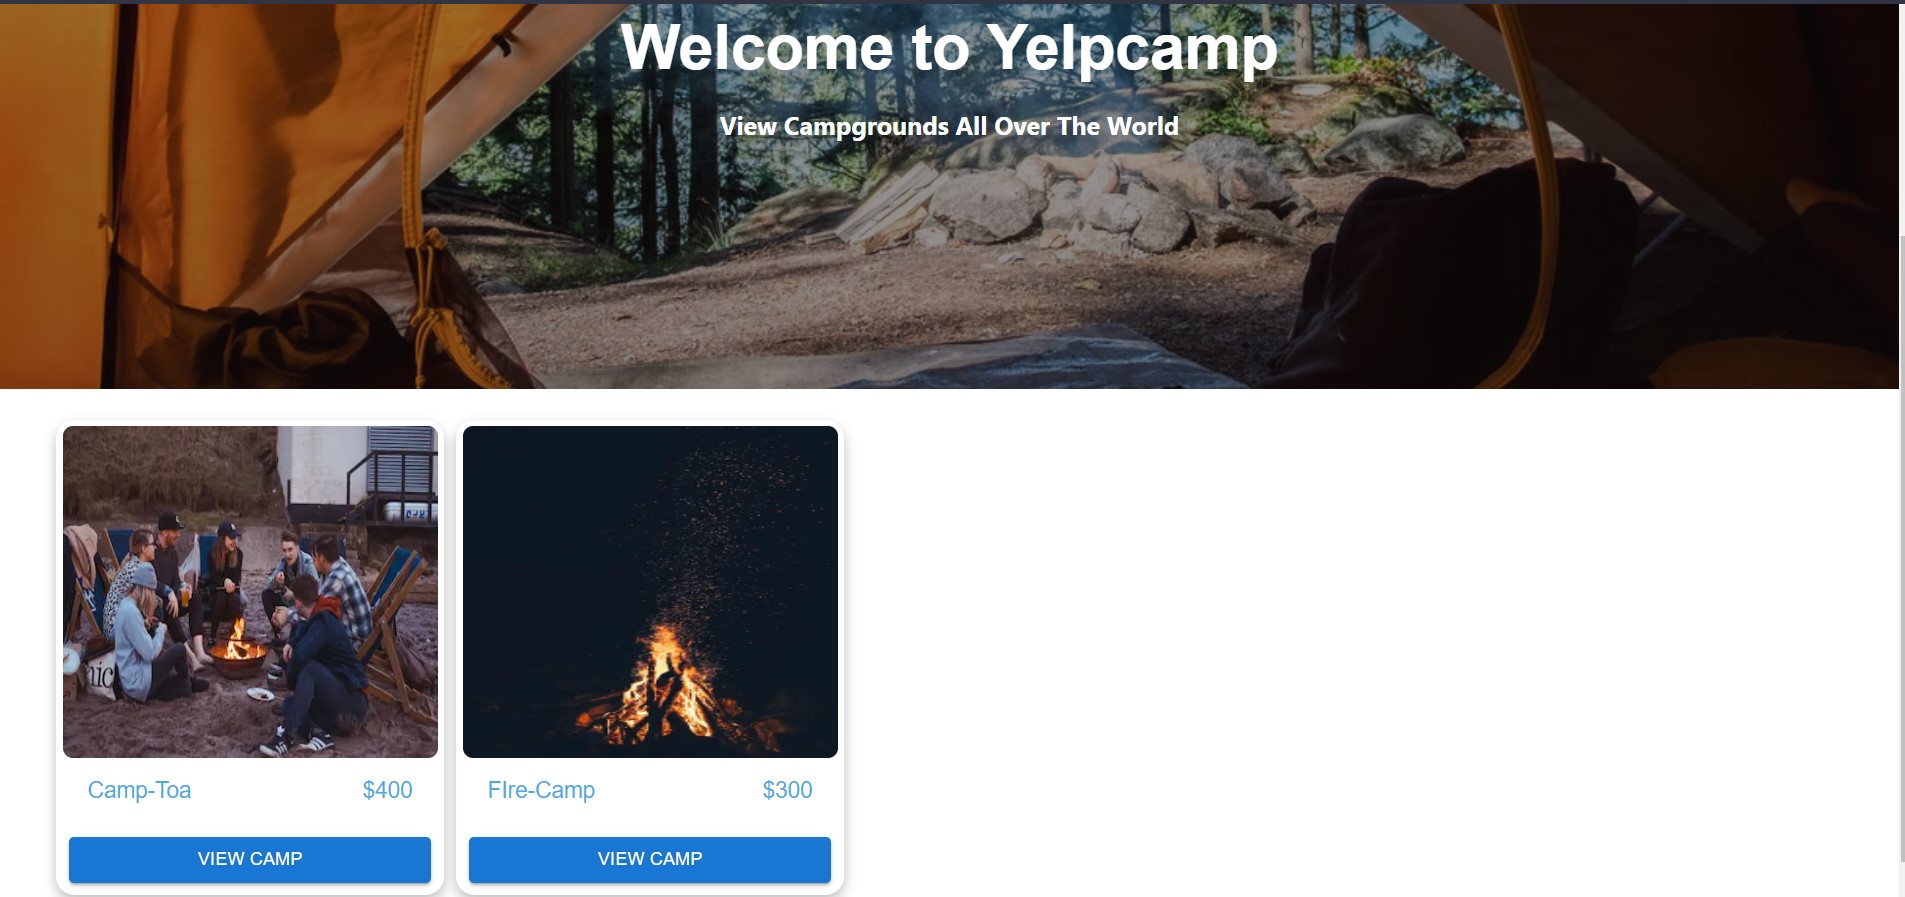 Welcome to Yelpcamp
View Campgrounds All Over The World
Camp-Toa $400
FIre-Camp $300
VIEW CAMP
VIEW CAMP